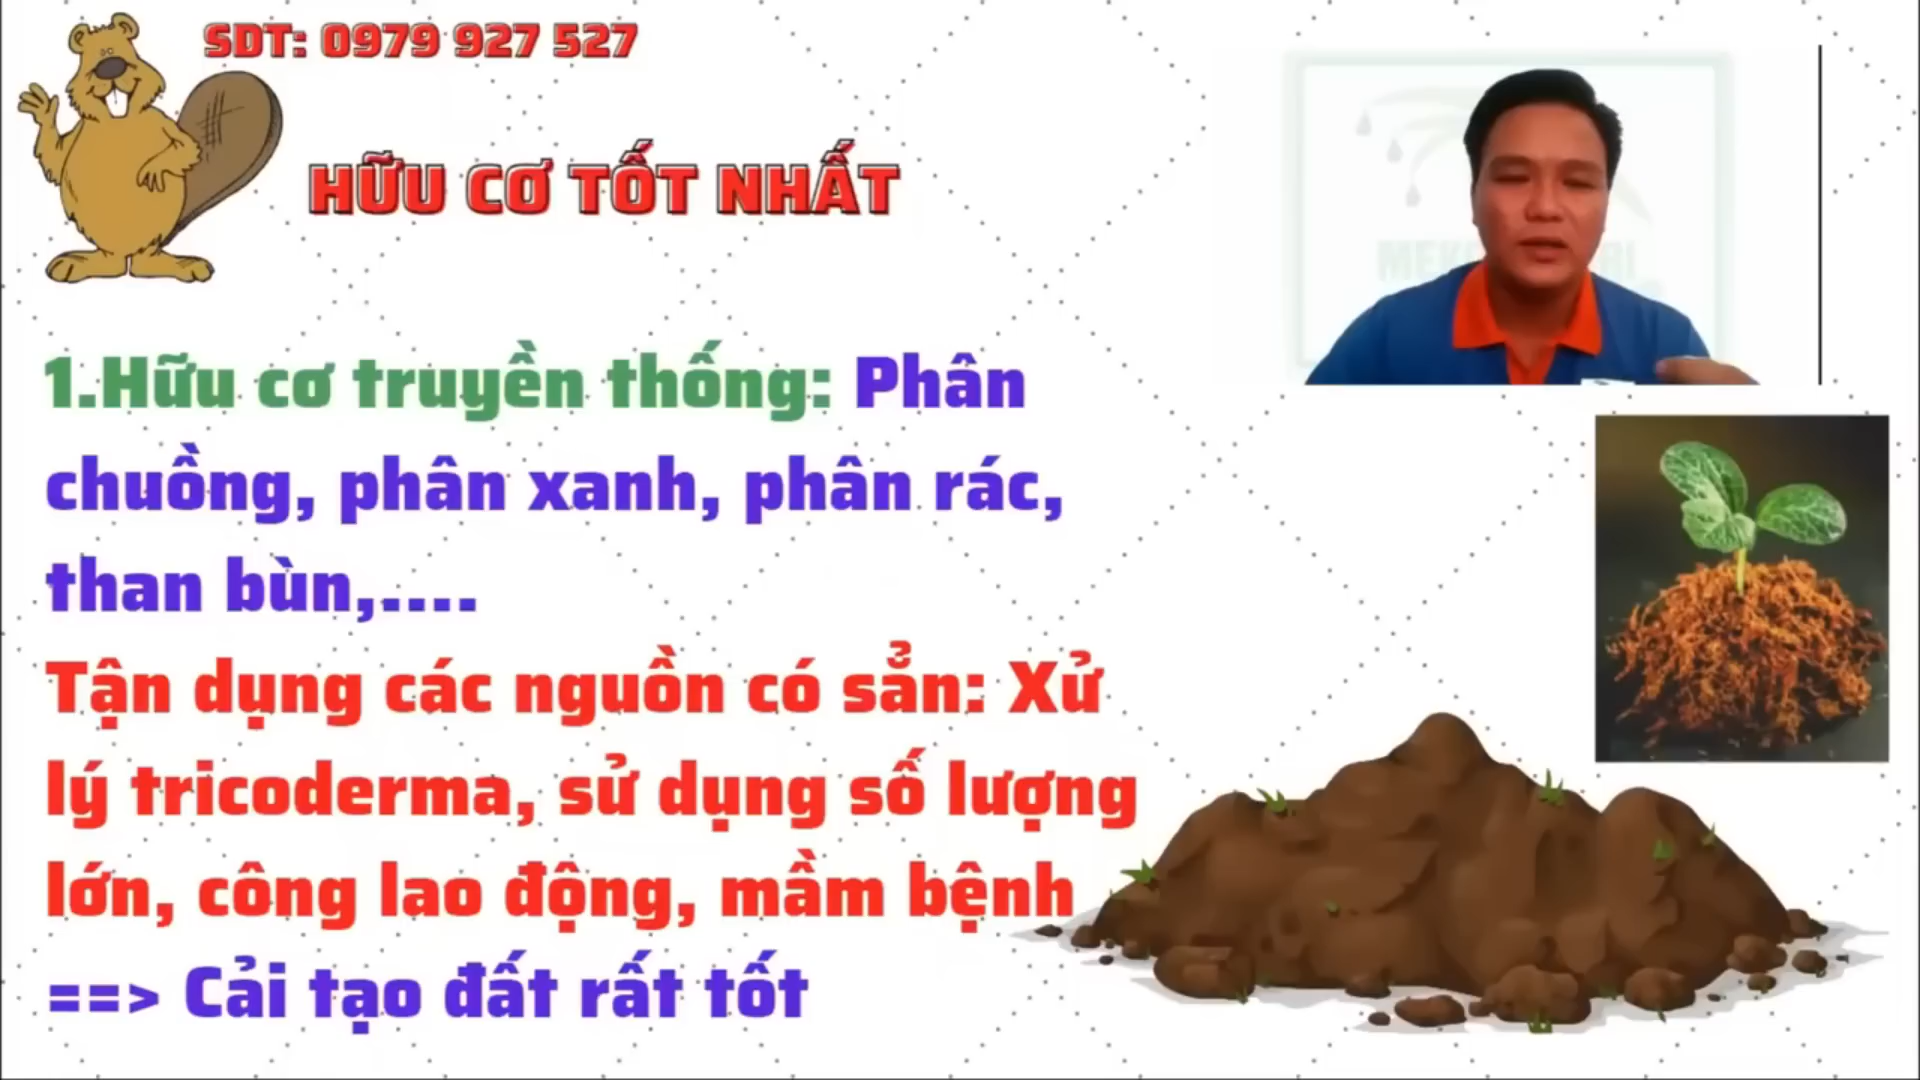 SDT: 0979 927 527
HỮU CƠ TỐT NHẤT
1.Hữu cơ truyền thống: Phân
chuồng, phân xanh, phân rác,
than bùn,....
Tận dụng các nguồn có sẳn: Xử
lý tricoderma, sử dụng số lượng
lớn, công lao động, mầm bệnh
==> Cải tạo đất rất tốt